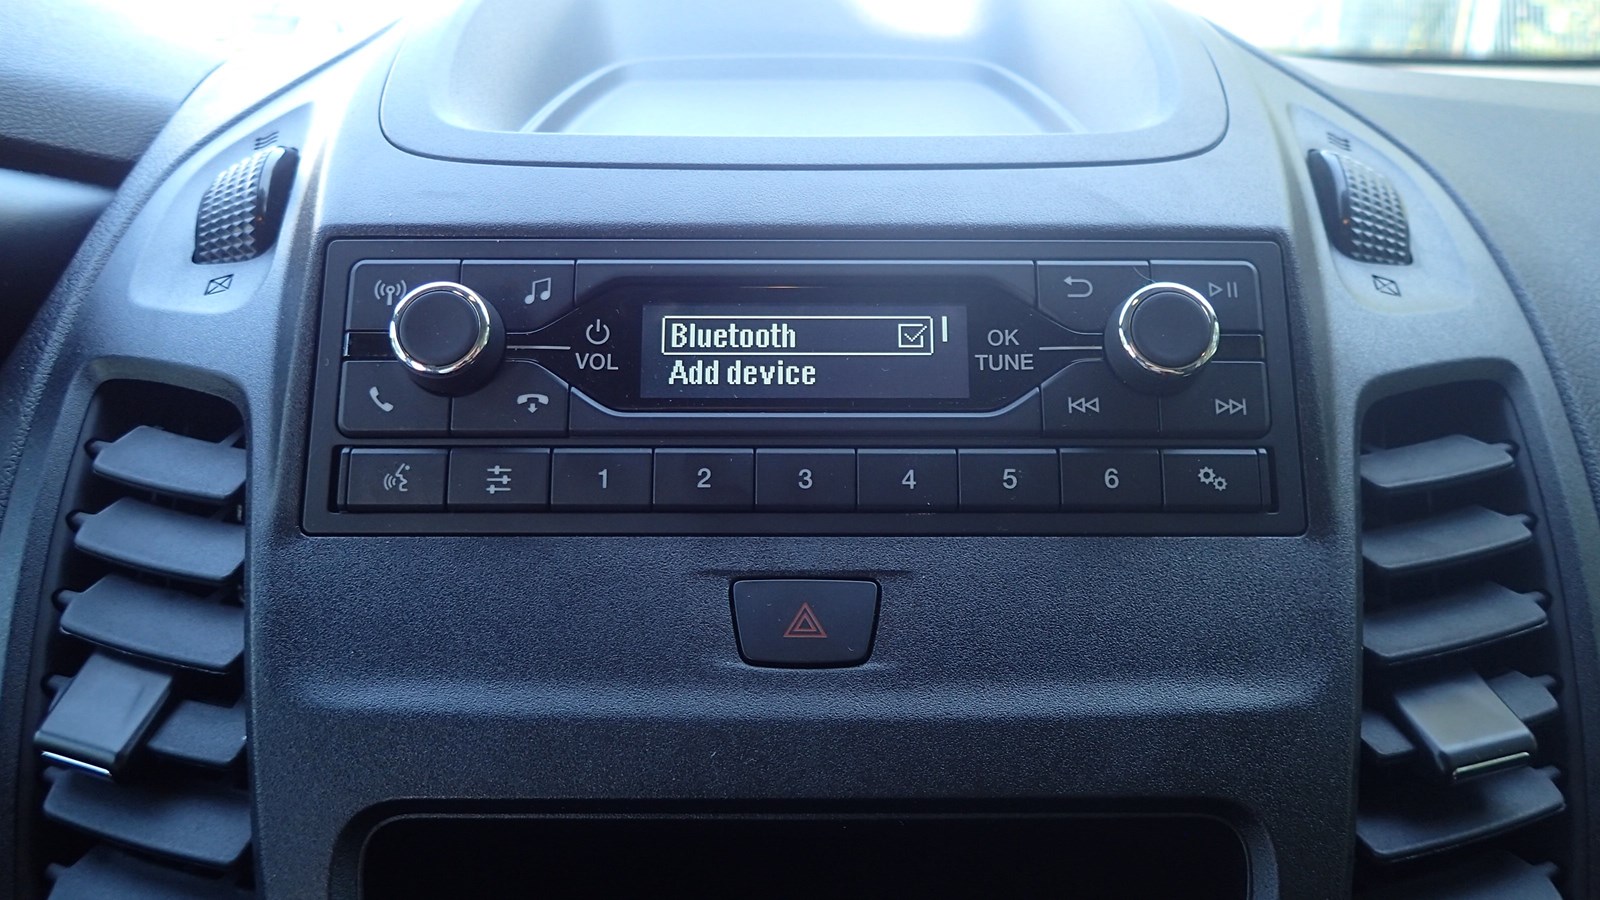 Bluetooth
Add device
VOL
OK
TUNE
1 2 3 4 5 6